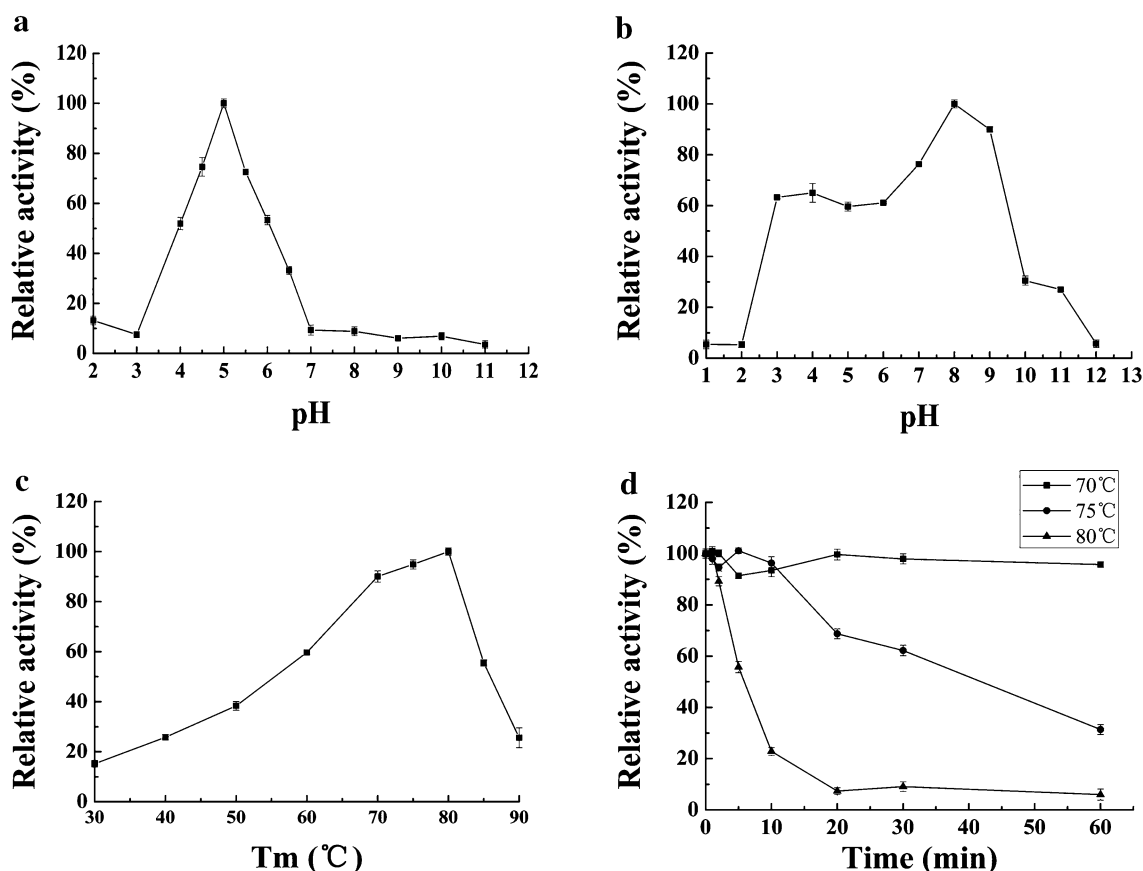 a
Relative activity (%)
120
100
80
60
40
20
0
2 3 4 5 6 7 8 9 10 11 12
pH
b
Relative activity (%)
120
100
80
60
40
20
0
1 2 3 4 5 6 7 8 9 10 11 12 13
pH
c
Relative activity (%)
120
100
80
60
40
20
0
30 40 50 60 70 80 90
Tm (℃)
d
Relative activity (%)
120
100
80
60
40
20
0
70℃
75℃
80℃
0 10 20 30 40 50 60
Time (min)